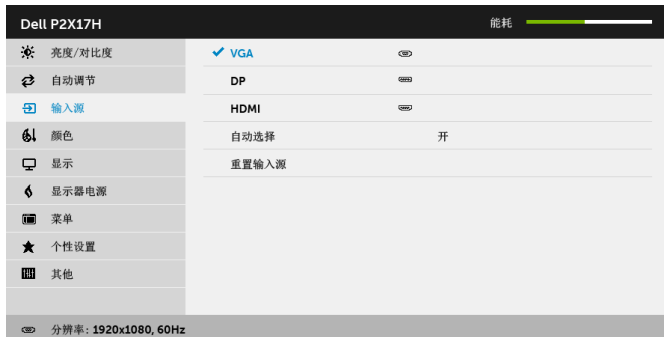 Dell P2X17H 能耗
亮度/对比度 VGA
自动调节 DP
输入源 HDMI
颜色 自动选择 开
显示 重置输入源
显示器电源
菜单
个性设置
其他
分辨率: 1920x1080, 60Hz